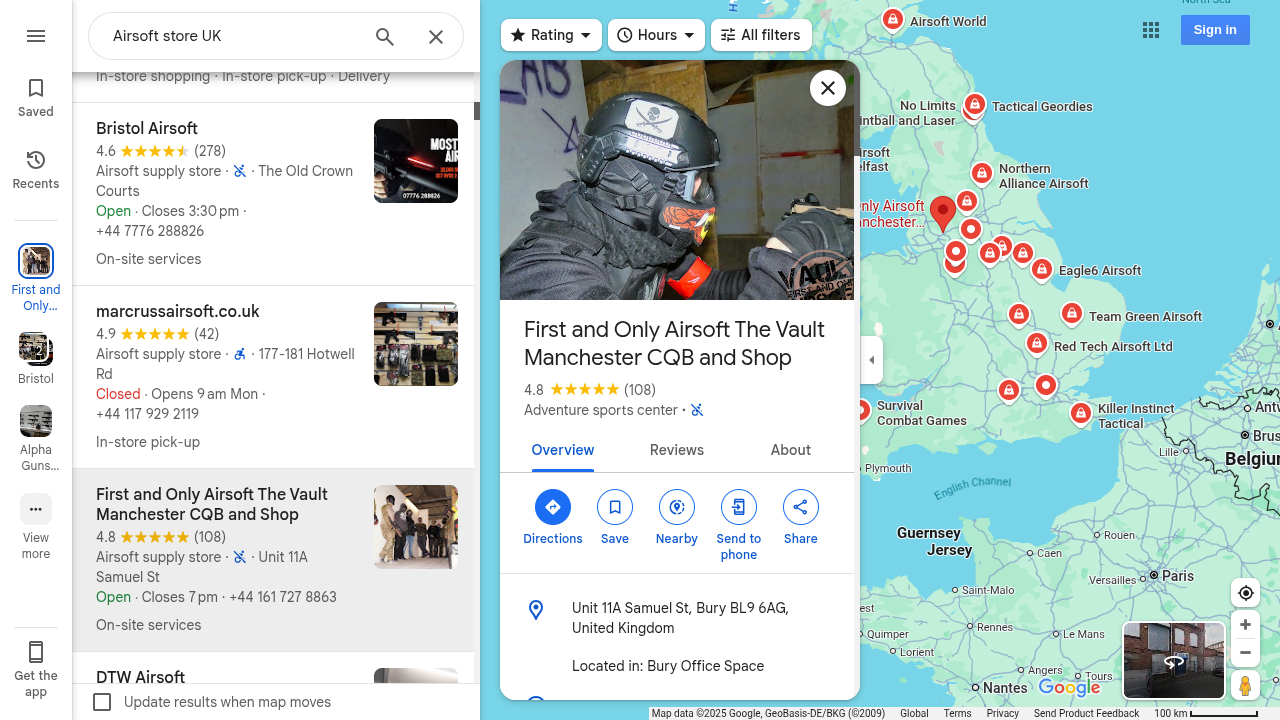 Airsoft store UK
Saved
Recents
First and Only...
Bristol
Alpha Guns...
View more
Get the app
In-store shopping · In-store pick-up · Delivery
Bristol Airsoft
4.6 (278)
Airsoft supply store · · The Old Crown
Courts
Open · Closes 3:30 pm ·
+44 7776 288826
On-site services
marcrussairsoft.co.uk
4.9 (42)
Airsoft supply store · · 177-181 Hotwell
Rd
Closed · Opens 9 am Mon ·
+44 117 929 2119
In-store pick-up
First and Only Airsoft The Vault
Manchester CQB and Shop
4.8 (108)
Airsoft supply store · · Unit 11A
Samuel St
Open · Closes 7 pm · +44 161 727 8863
On-site services
DTW Airsoft
Update results when map moves
Rating
Hours
All filters
Sign in
First and Only Airsoft The Vault
Manchester CQB and Shop
4.8 (108)
Adventure sports center ·
Overview
Reviews
About
Directions
Save
Nearby
Send to
phone
Share
Unit 11A Samuel St, Bury BL9 6AG,
United Kingdom
Located in: Bury Office Space
North Sea
Airsoft World
No Limits
Tactical Geordies
Northern
Alliance Airsoft
Eagle6 Airsoft
Team Green Airsoft
Red Tech Airsoft Ltd
Survival
Combat Games
Killer Instinct
Tactical
Plymouth
English Channel
Lille
Guernsey
Jersey
Caen
Rouen
Versailles
Paris
Saint-Malo
Quimper
Rennes
Le Mans
Lorient
Angers
Tours
Nantes
Google
Map data ©2025 Google, GeoBasis-DE/BKG (©2009)
Global
Terms
Privacy
Send Product Feedback
100 km